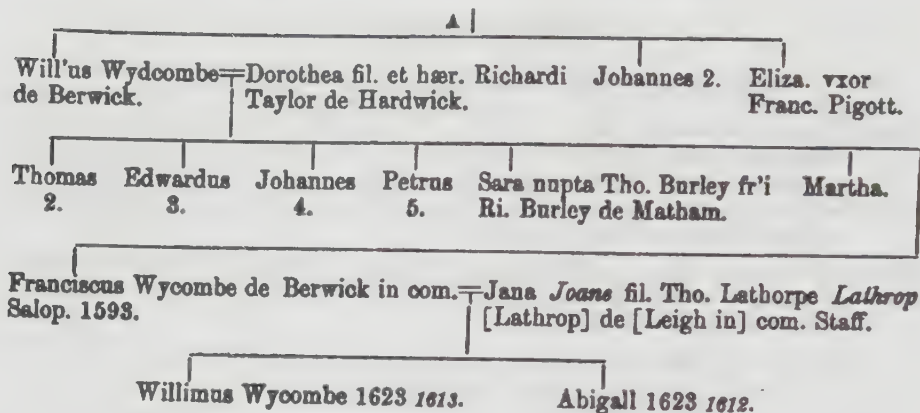 A
Will'us Wydcombe=Dorothea fil. et hær. Richardi Johannes 2. Eliza. vxor
de Berwick. Taylor de Hardwick. Franc. Pigott.
Thomas Edwardus Johannes Petrus Sara nupta Tho. Burley fr'i Martha.
2. 3. 4. 5. Ri. Burley de Matham.
Franciscus Wycombe de Berwick in com.=Jana Joane fil. Tho. Lathorpe Lathrop
Salop. 1593. [Lathrop] de [Leigh in] com. Staff.
Willimus Wycombe 1623 1613. Abigall 1623 1612.